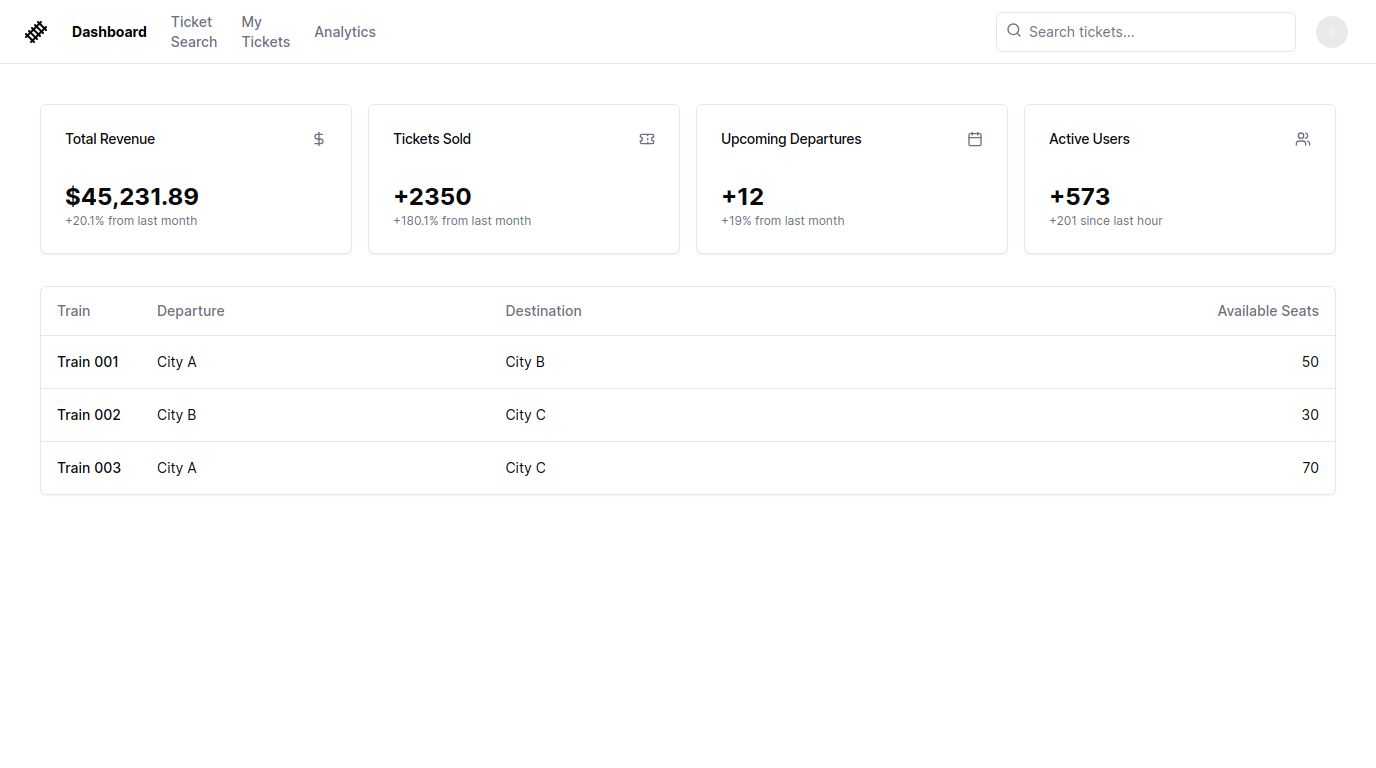 Dashboard
Ticket
Search
My
Tickets
Analytics
Search tickets...
Total Revenue
$45,231.89
+20.1% from last month
Tickets Sold
+2350
+180.1% from last month
Upcoming Departures
+12
+19% from last month
Active Users
+573
+201 since last hour
Train Departure Destination Available Seats
Train 001 City A City B 50
Train 002 City B City C 30
Train 003 City A City C 70